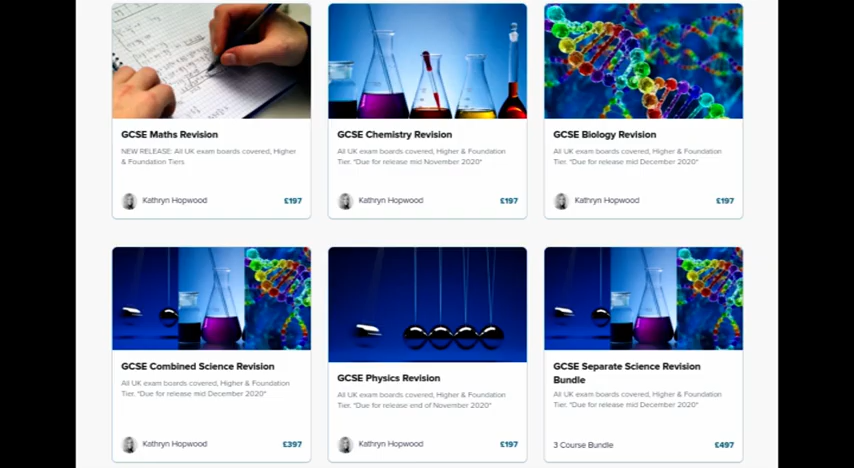 GCSE Maths Revision
NEW RELEASE: All UK exam boards covered, Higher
& Foundation Tiers
Kathryn Hopwood
£197
GCSE Chemistry Revision
All UK exam boards covered, Higher & Foundation
Tier. *Due for release mid November 2020*
Kathryn Hopwood
£197
GCSE Biology Revision
All UK exam boards covered, Higher & Foundation
Tier. *Due for release mid December 2020*
Kathryn Hopwood
£197
GCSE Combined Science Revision
All UK exam boards covered, Higher & Foundation
Tier. *Due for release mid December 2020*
Kathryn Hopwood
£397
GCSE Physics Revision
All UK exam boards covered, Higher & Foundation
Tier. *Due for release end of November 2020*
Kathryn Hopwood
£197
GCSE Separate Science Revision
Bundle
All UK exam boards covered, Higher & Foundation
Tier. *Due for release mid December 2020*
3 Course Bundle
£497